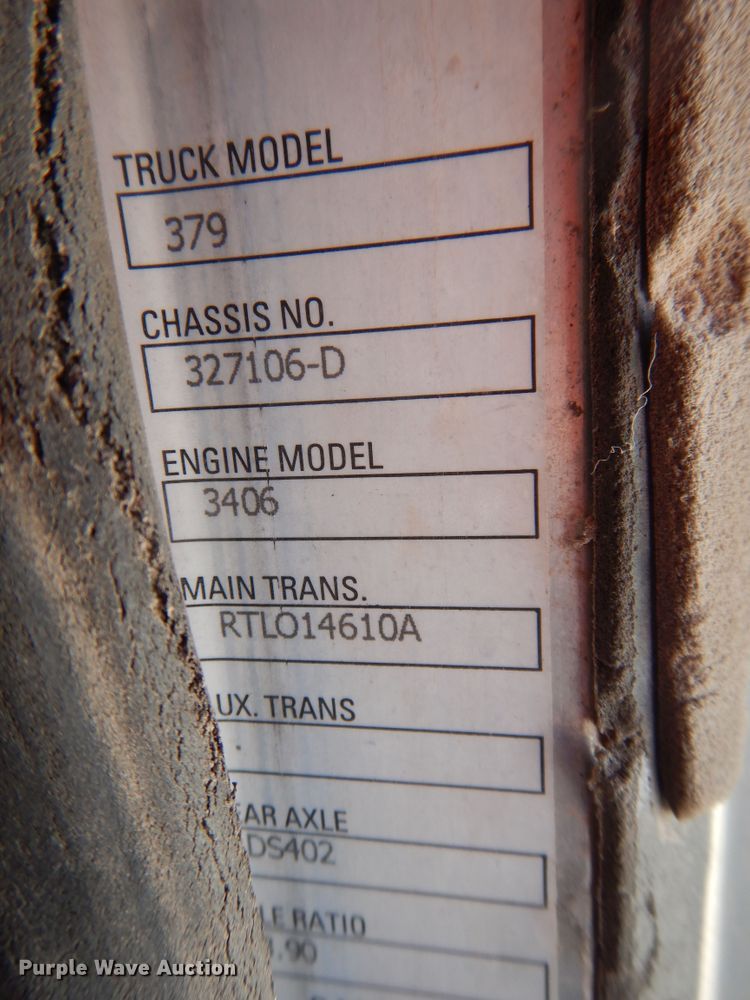 TRUCK MODEL
379
CHASSIS NO.
327106-D
ENGINE MODEL
3406
MAIN TRANS.
RTLO14610A
UX. TRANS
.
EAR AXLE
DS402
LE RATIO
.90
Purple Wave Auction